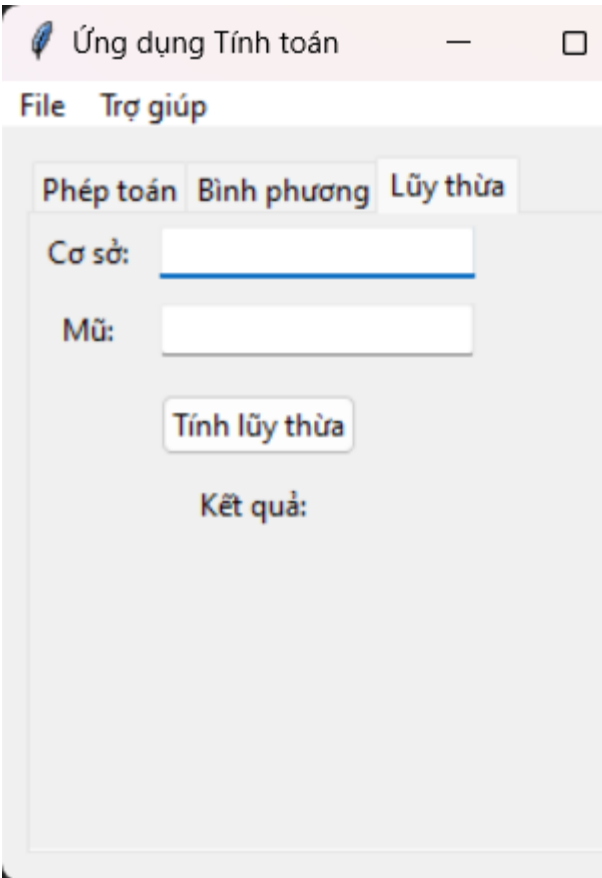 Ứng dụng Tính toán
File Trợ giúp
Phép toán Bình phương Lũy thừa
Cơ sở:
Mũ:
Tính lũy thừa
Kết quả: